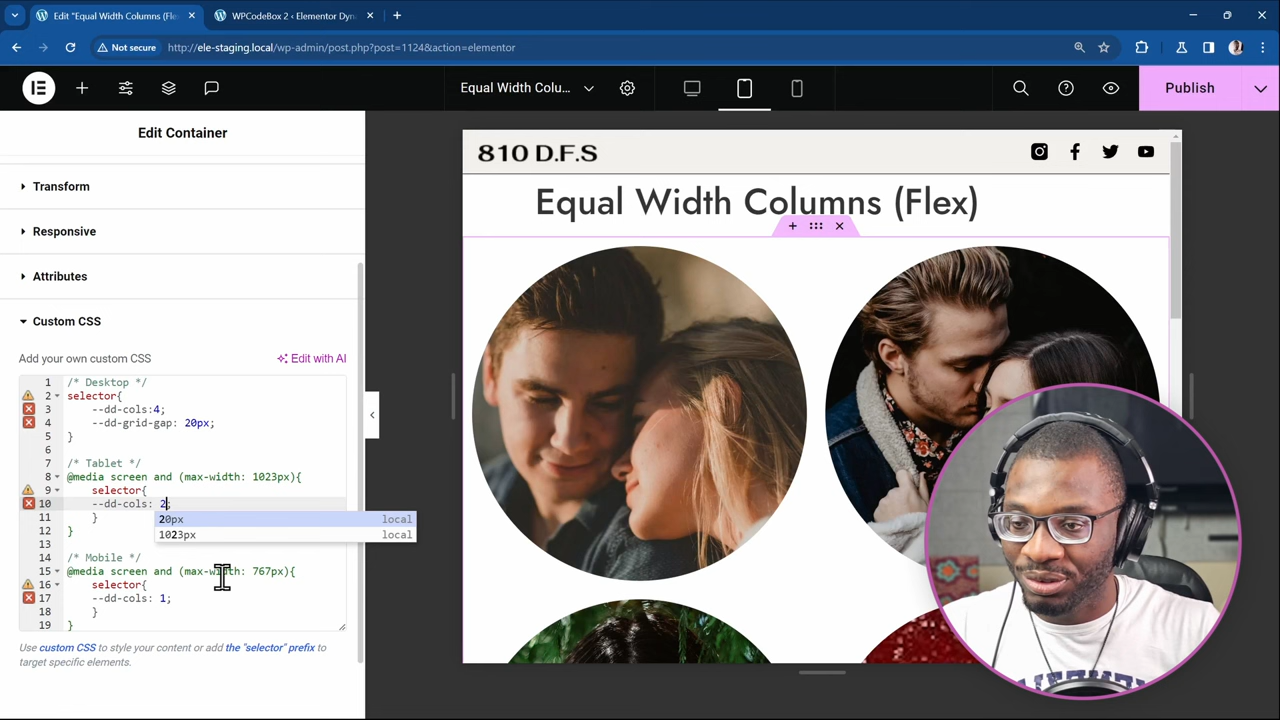 Edit "Equal Width Columns (Fle
WPCodeBox 2 ‹ Elementor Dyn
Not secure
http://ele-staging.local/wp-admin/post.php?post=1124&action=elementor
Equal Width Colu...
Publish
Edit Container
Transform
Responsive
Attributes
Custom CSS
Add your own custom CSS
Edit with AI
1 /* Desktop */
2 selector{
3 --dd-cols:4;
4 --dd-grid-gap: 20px;
5 }
6
7 /* Tablet */
8 @media screen and (max-width: 1023px){
9 selector{
10 --dd-cols: 2;
11 }
12 }
13
14 /* Mobile */
15 @media screen and (max-width: 767px){
16 selector{
17 --dd-cols: 1;
18 }
19 }
20px local
1023px local
Use custom CSS to style your content or add the "selector" prefix to
target specific elements.
810 D.F.S
Equal Width Columns (Flex)